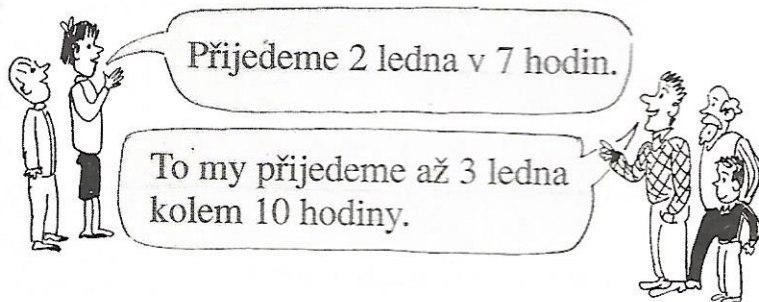 Přijedeme 2 ledna v 7 hodin.
To my přijedeme až 3 ledna
kolem 10 hodiny.